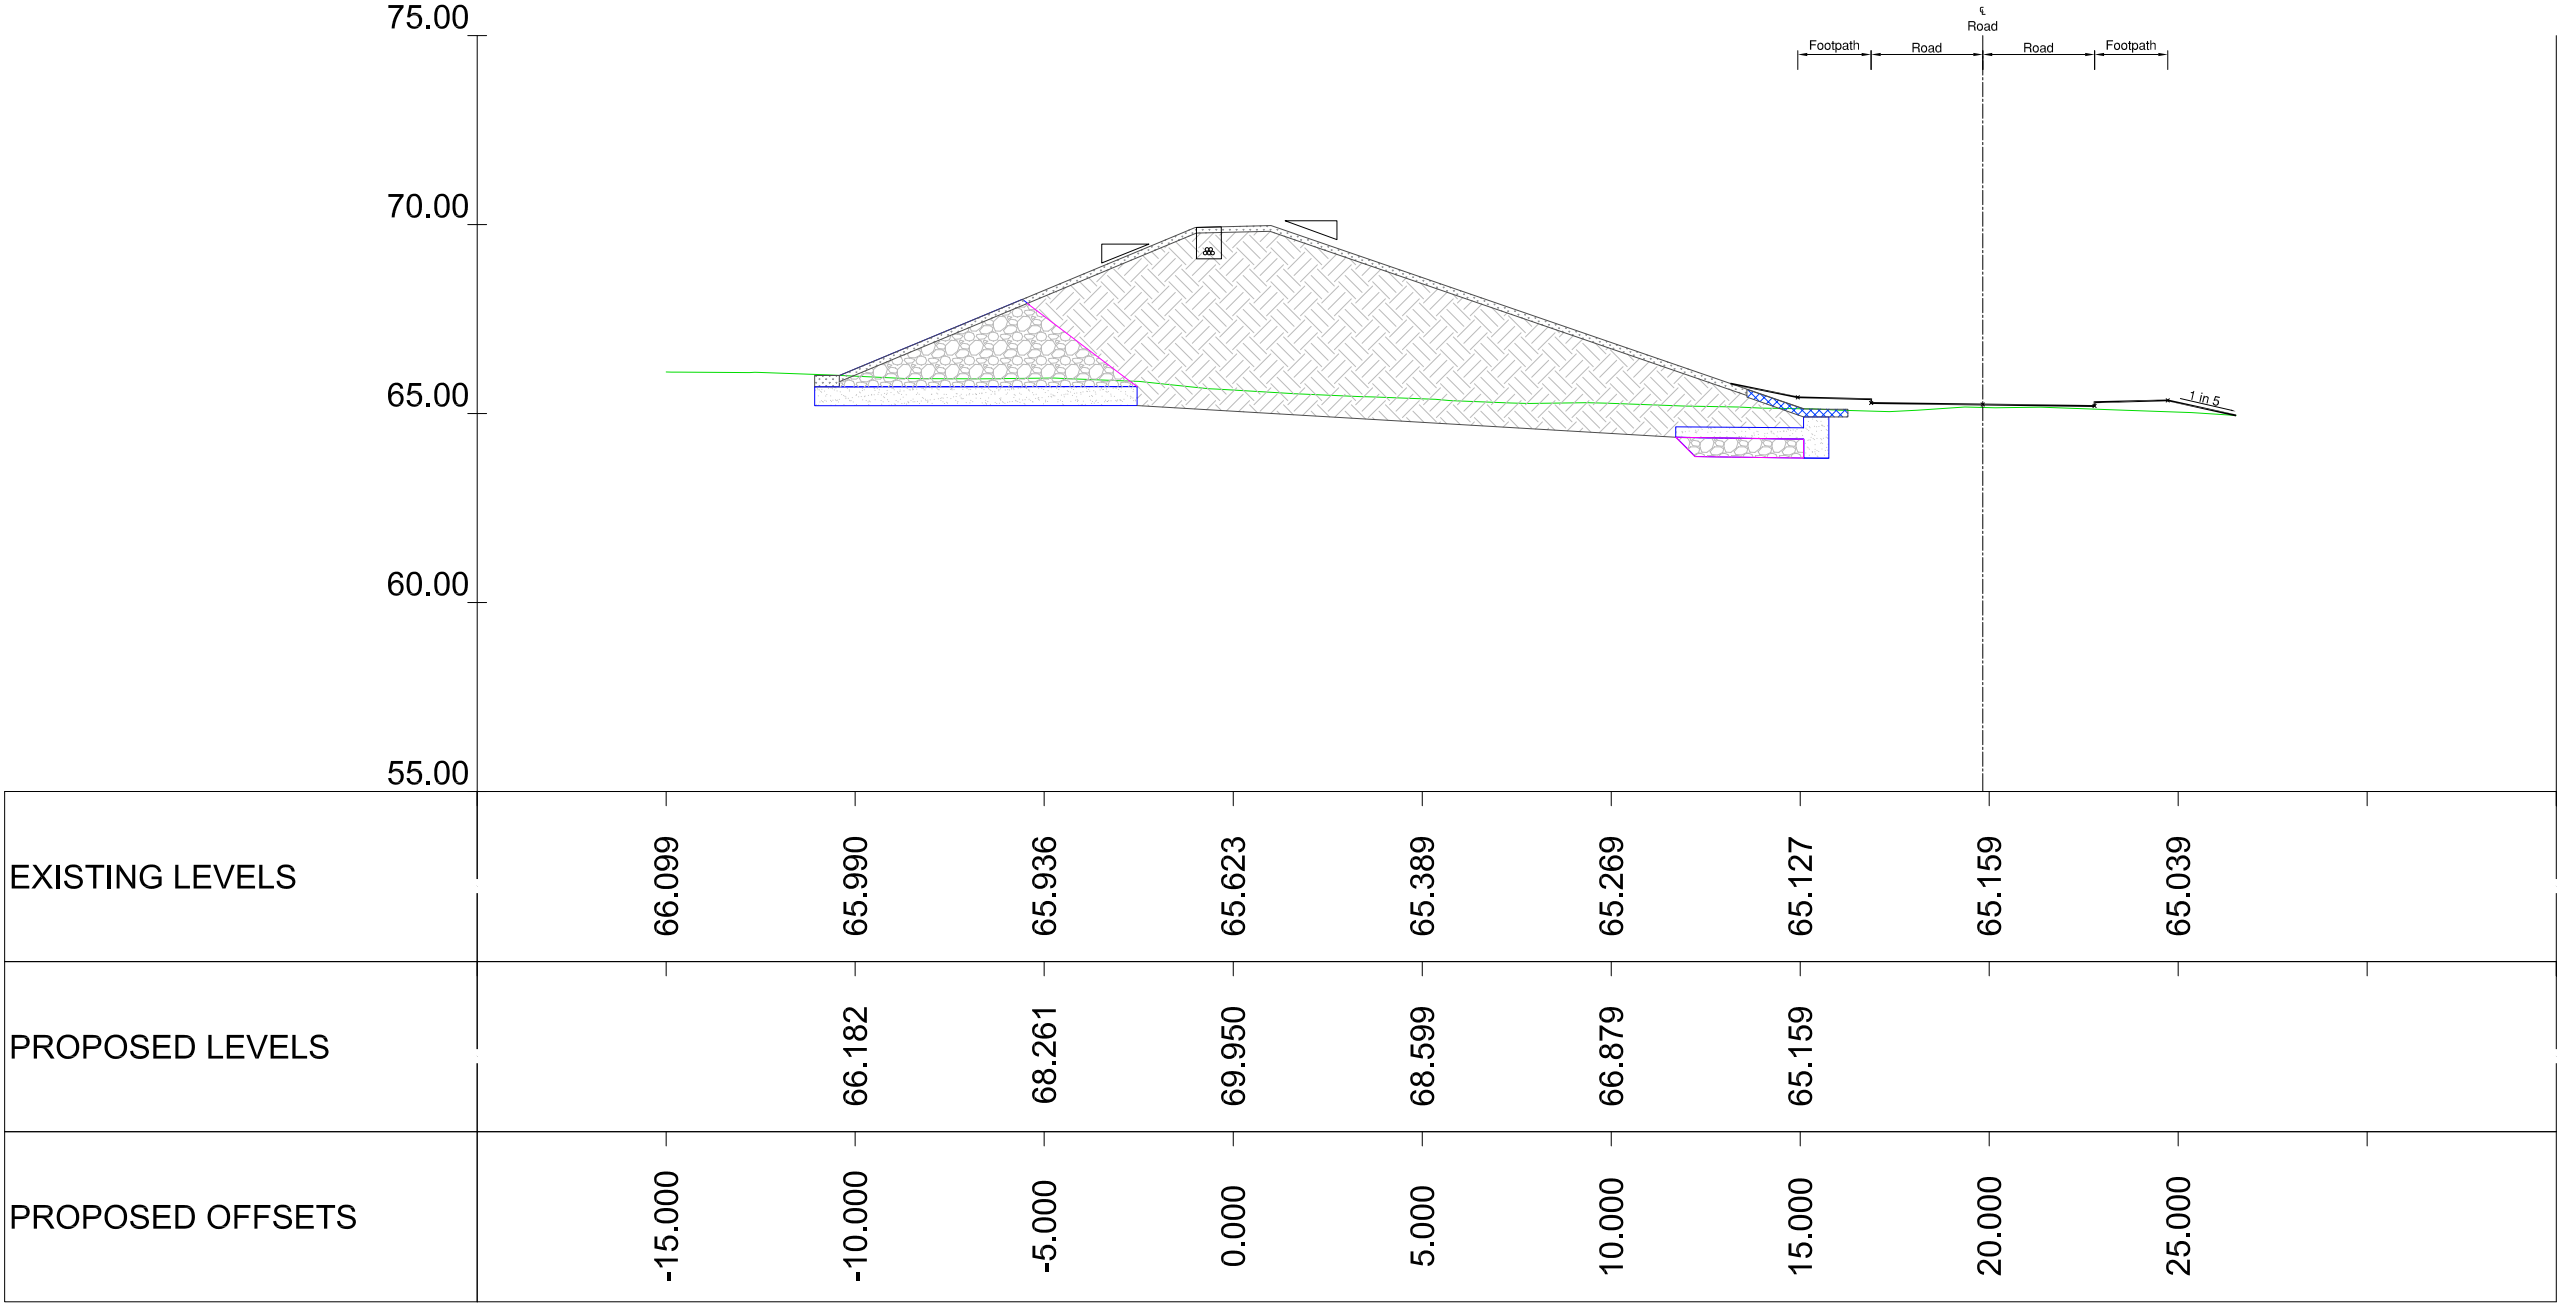 75.00
℄
Road
Footpath Road Road Footpath
70.00
65.00
1 in 5
60.00
55.00
EXISTING LEVELS 66.099 65.990 65.936 65.623 65.389 65.269 65.127 65.159 65.039
PROPOSED LEVELS 66.182 68.261 69.950 68.599 66.879 65.159
PROPOSED OFFSETS -15.000 -10.000 -5.000 0.000 5.000 10.000 15.000 20.000 25.000